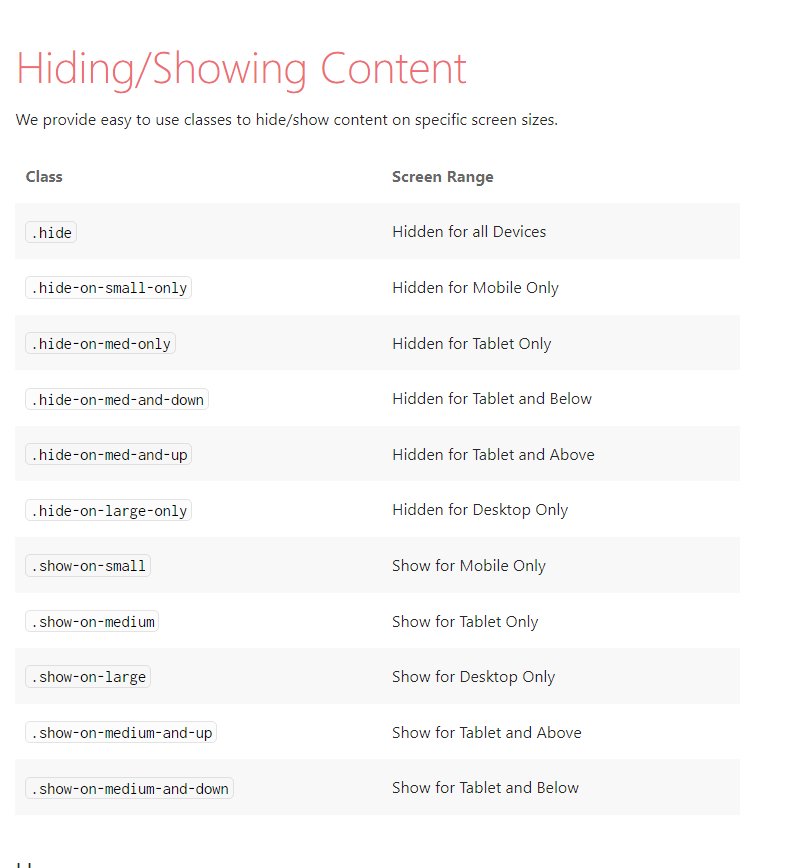 Hiding/Showing Content
We provide easy to use classes to hide/show content on specific screen sizes.
Class Screen Range
.hide Hidden for all Devices
.hide-on-small-only Hidden for Mobile Only
.hide-on-med-only Hidden for Tablet Only
.hide-on-med-and-down Hidden for Tablet and Below
.hide-on-med-and-up Hidden for Tablet and Above
.hide-on-large-only Hidden for Desktop Only
.show-on-small Show for Mobile Only
.show-on-medium Show for Tablet Only
.show-on-large Show for Desktop Only
.show-on-medium-and-up Show for Tablet and Above
.show-on-medium-and-down Show for Tablet and Below